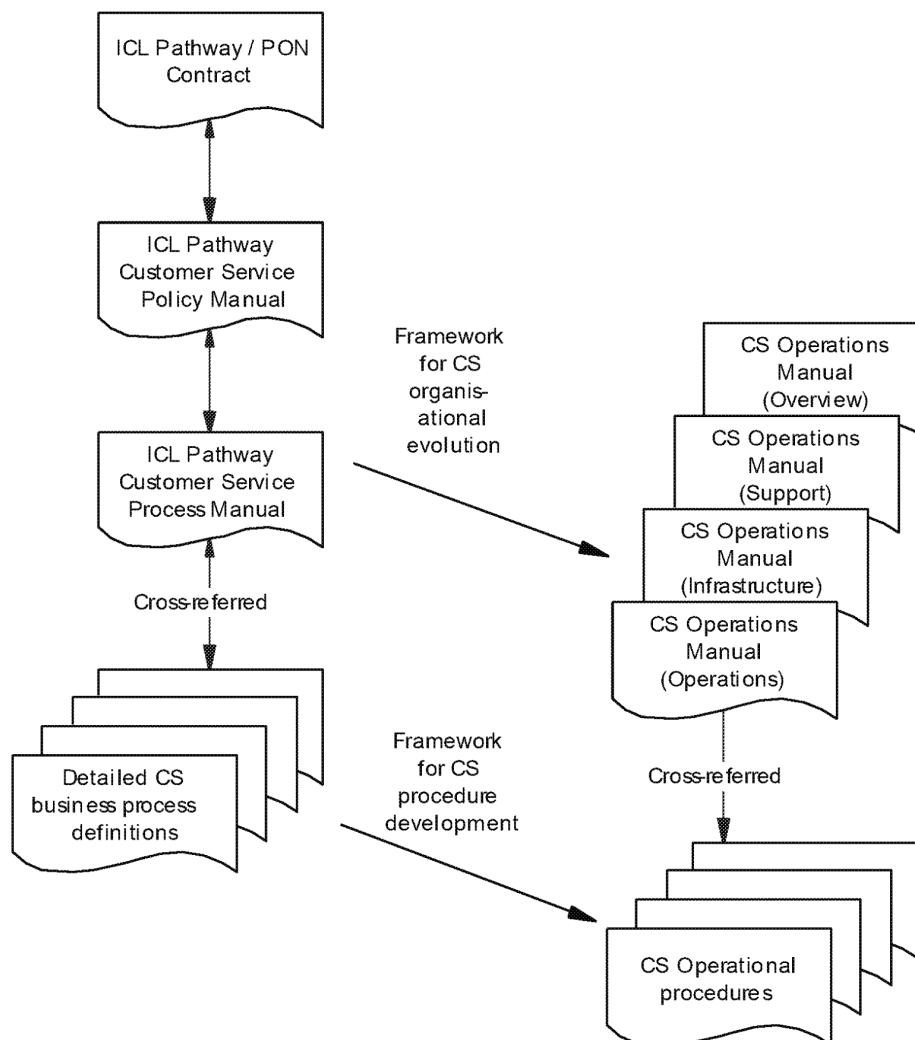 ICL Pathway / PON
Contract
ICL Pathway
Customer Service
Policy Manual
Framework
for CS
organis-
ational
evolution
CS Operations
Manual
(Overview)
CS Operations
Manual
(Support)
ICL Pathway
Customer Service
Process Manual
CS Operations
Manual
(Infrastructure)
Cross-referred
CS Operations
Manual
(Operations)
Framework
for CS
procedure
development
Detailed CS
business process
definitions
Cross-referred
CS Operational
procedures